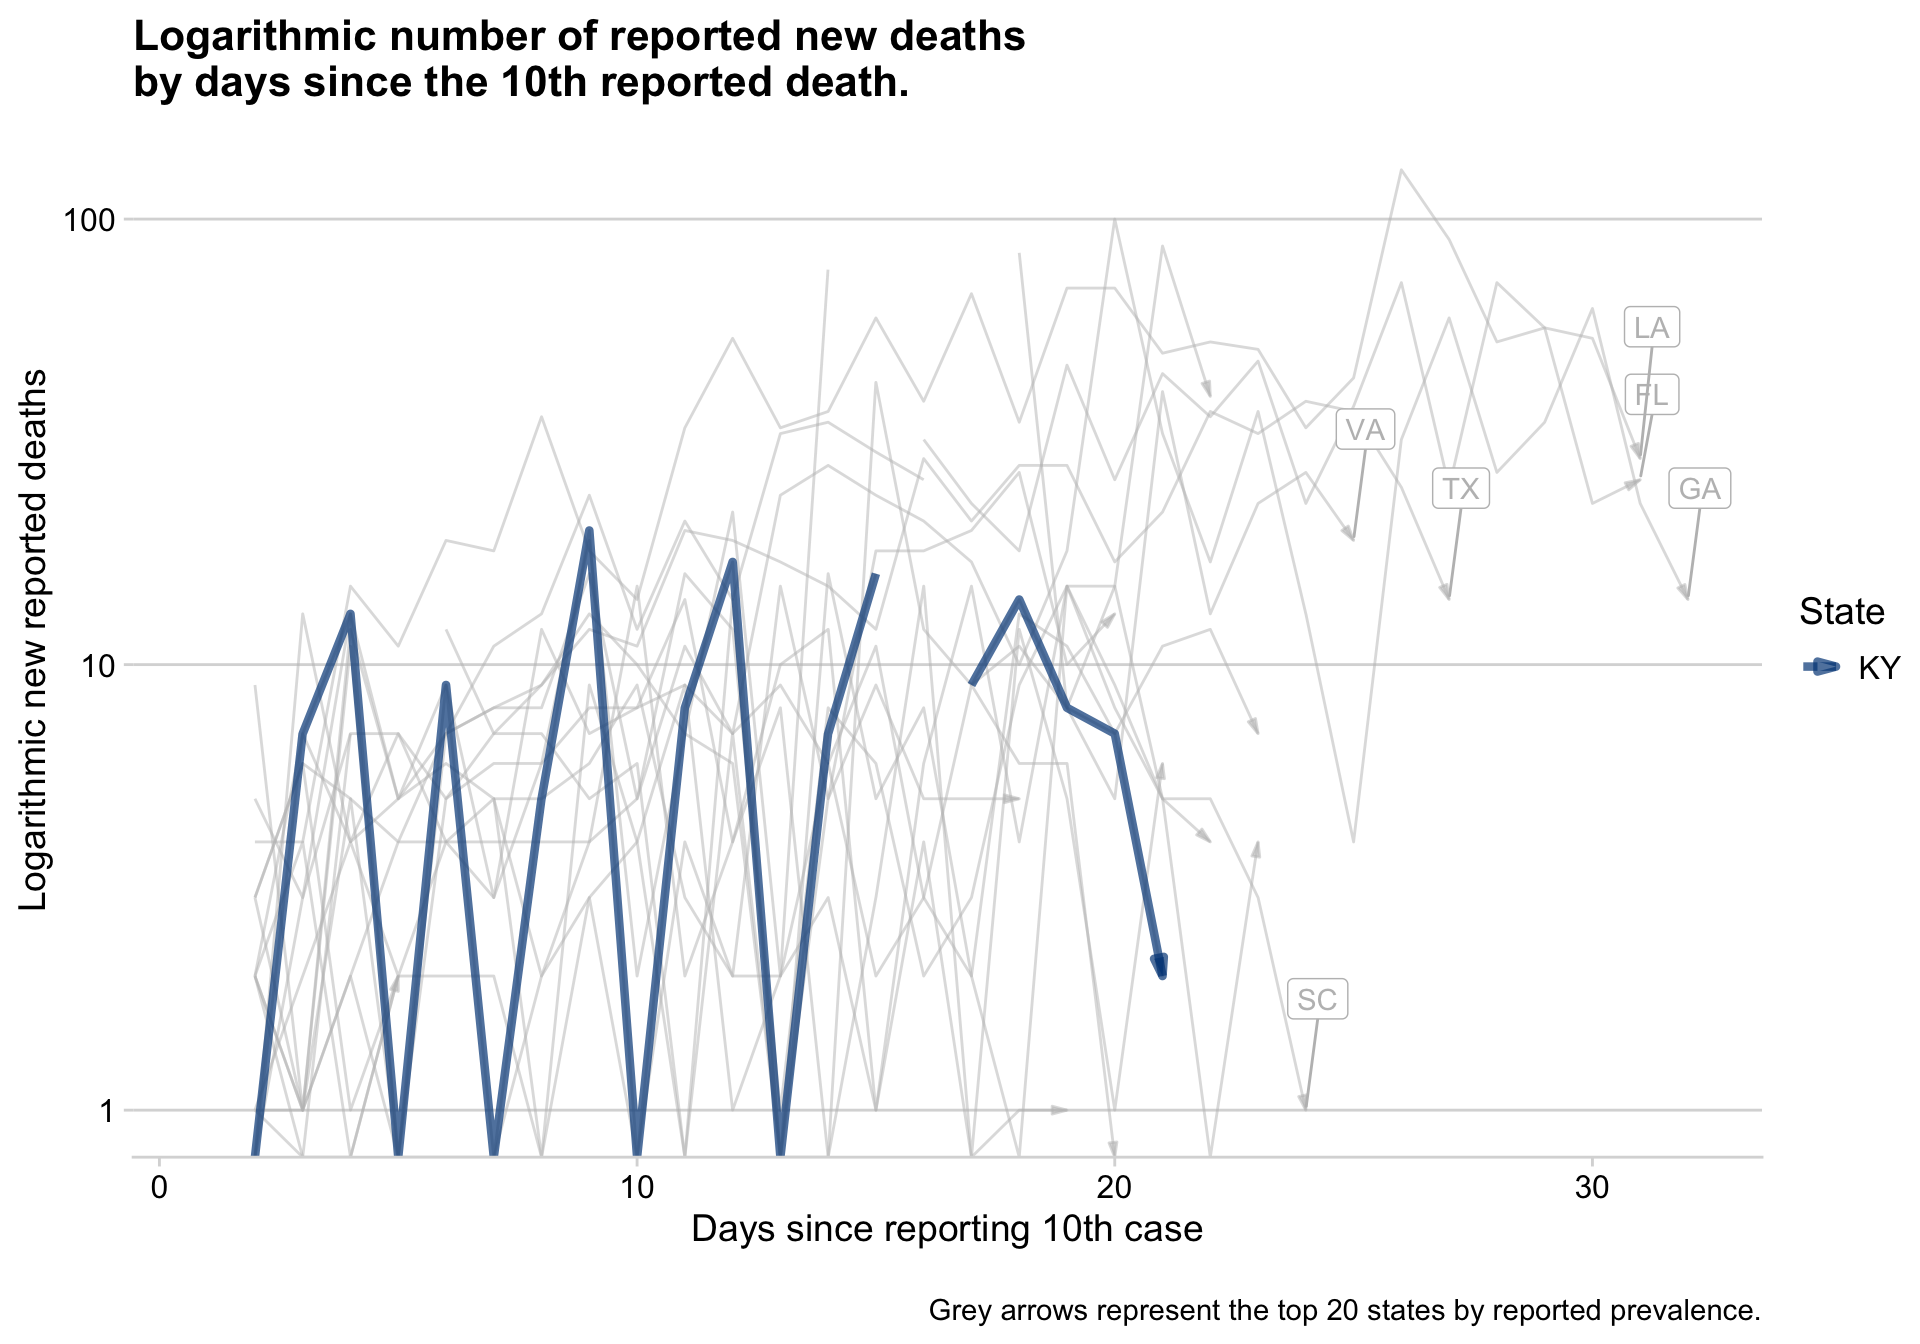 Logarithmic number of reported new deaths
by days since the 10th reported death.
Logarithmic new reported deaths
100
10
1
LA
FL
VA
TX
GA
SC
State
KY
0 10 20 30
Days since reporting 10th case
Grey arrows represent the top 20 states by reported prevalence.